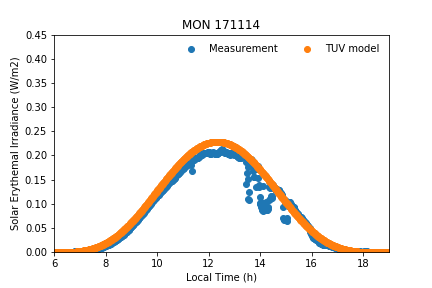 MON 171114
Measurement TUV model
Solar Erythemal Irradiance (W/m2)
0.45
0.40
0.35
0.30
0.25
0.20
0.15
0.10
0.05
0.00
6 8 10 12 14 16 18
Local Time (h)